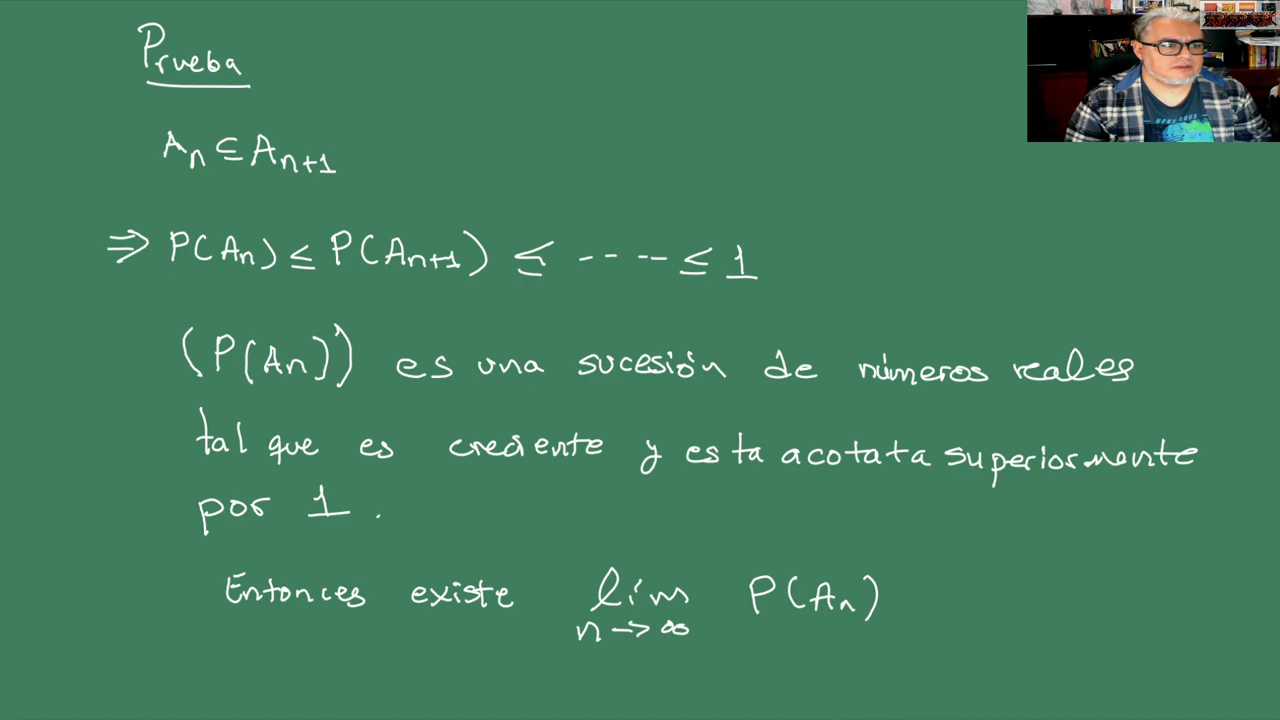 Prueba
An ⊆ An+1
⇒ P(An) ≤ P(An+1) ≤ ---- ≤ 1
(P(An)) es una sucesión de números reales
tal que es creciente y esta acotata superiormente
por 1.
Entonces existe lím P(An)
n→∞